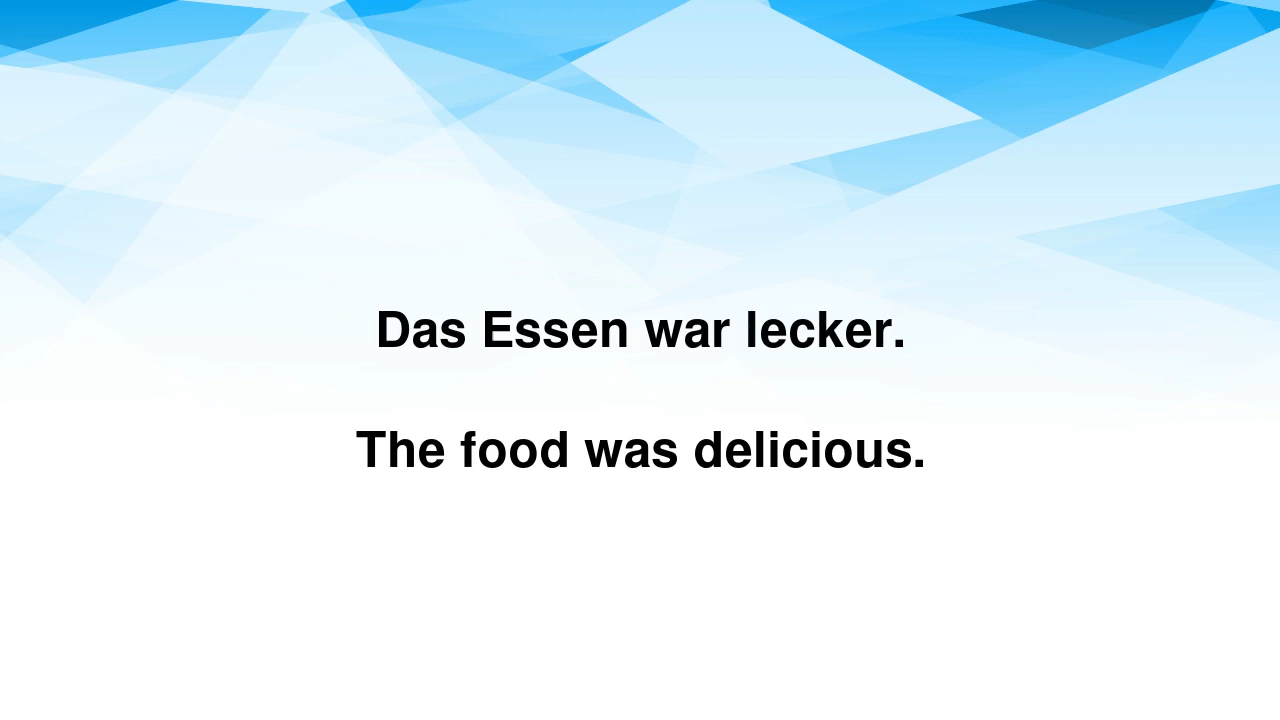 Das Essen war lecker.
The food was delicious.